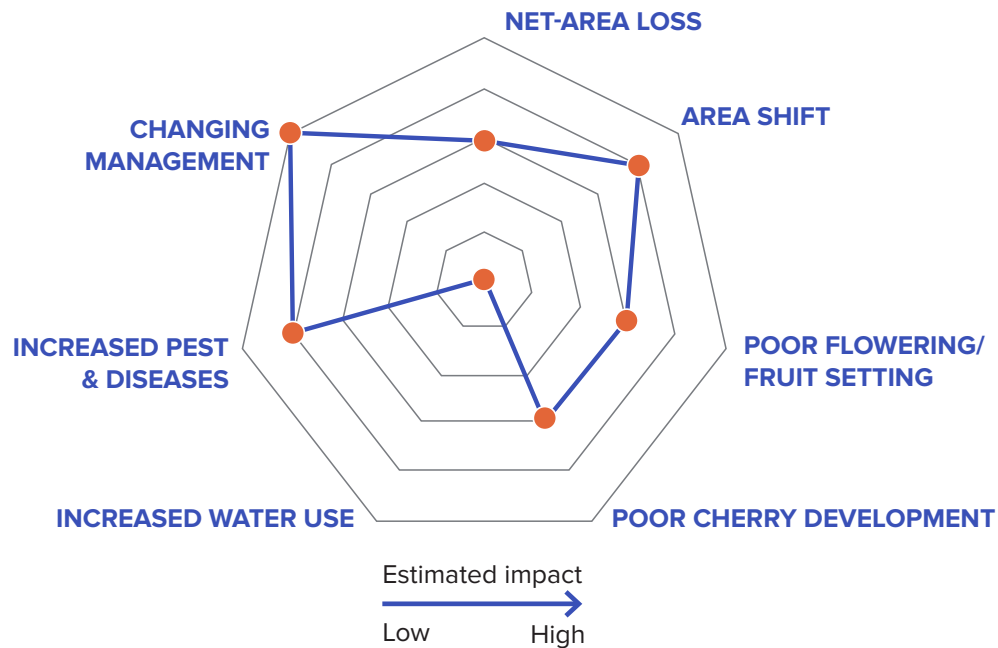 NET-AREA LOSS
AREA SHIFT
CHANGING
MANAGEMENT
INCREASED PEST
& DISEASES
POOR FLOWERING/
FRUIT SETTING
INCREASED WATER USE
POOR CHERRY DEVELOPMENT
Estimated impact
Low
High